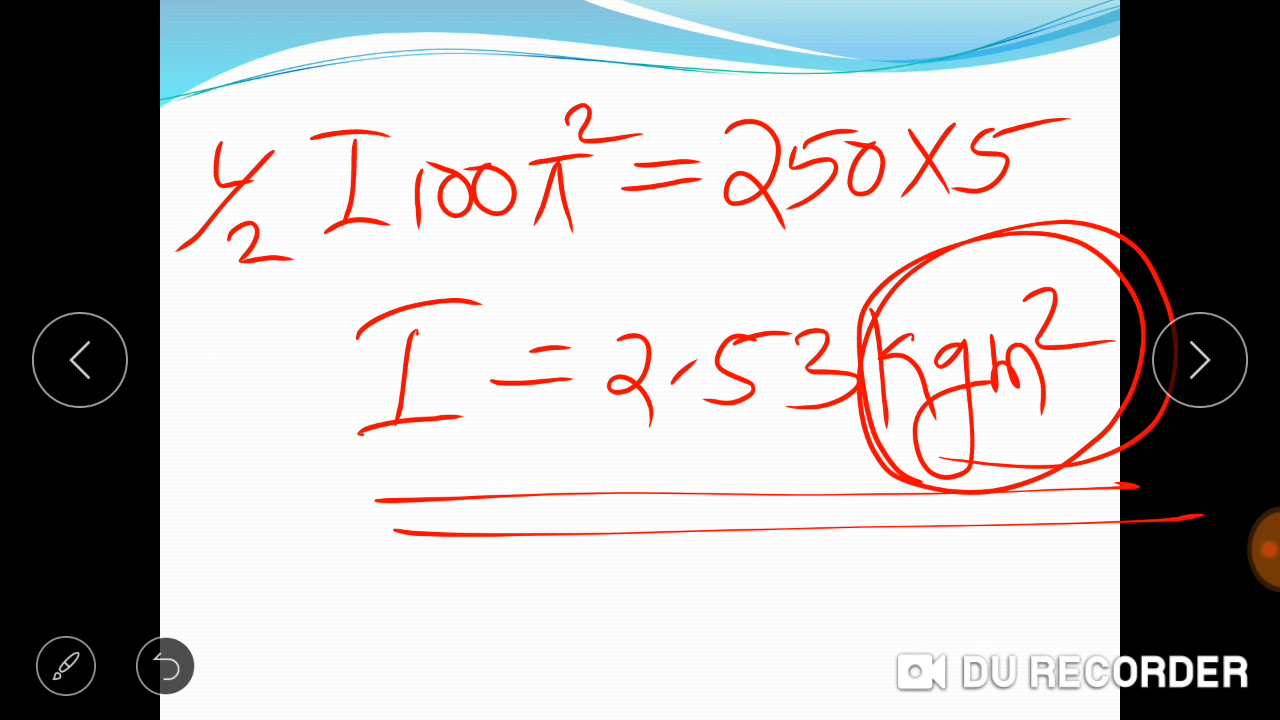 1/2 I 100π² = 250 × 5
I = 2.53 kgm²
DU RECORDER